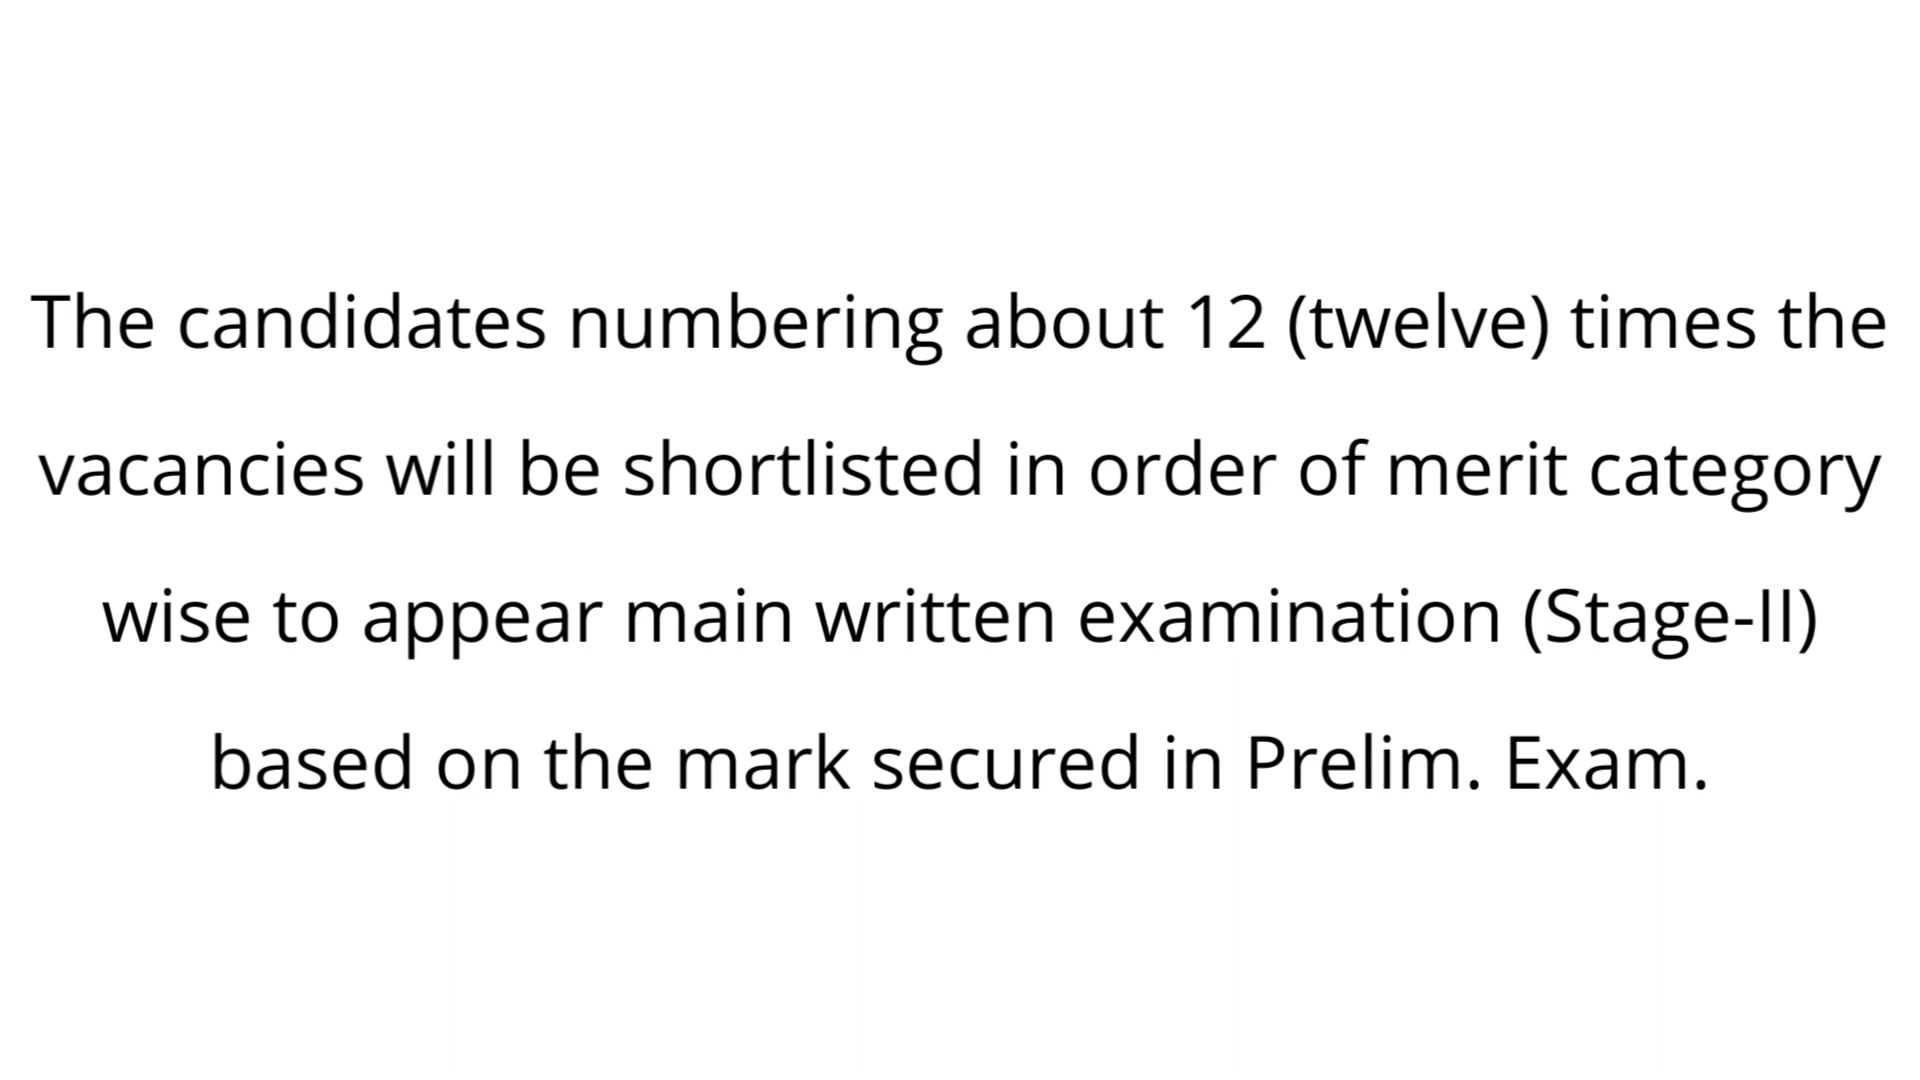 The candidates numbering about 12 (twelve) times the
vacancies will be shortlisted in order of merit category
wise to appear main written examination (Stage-II)
based on the mark secured in Prelim. Exam.